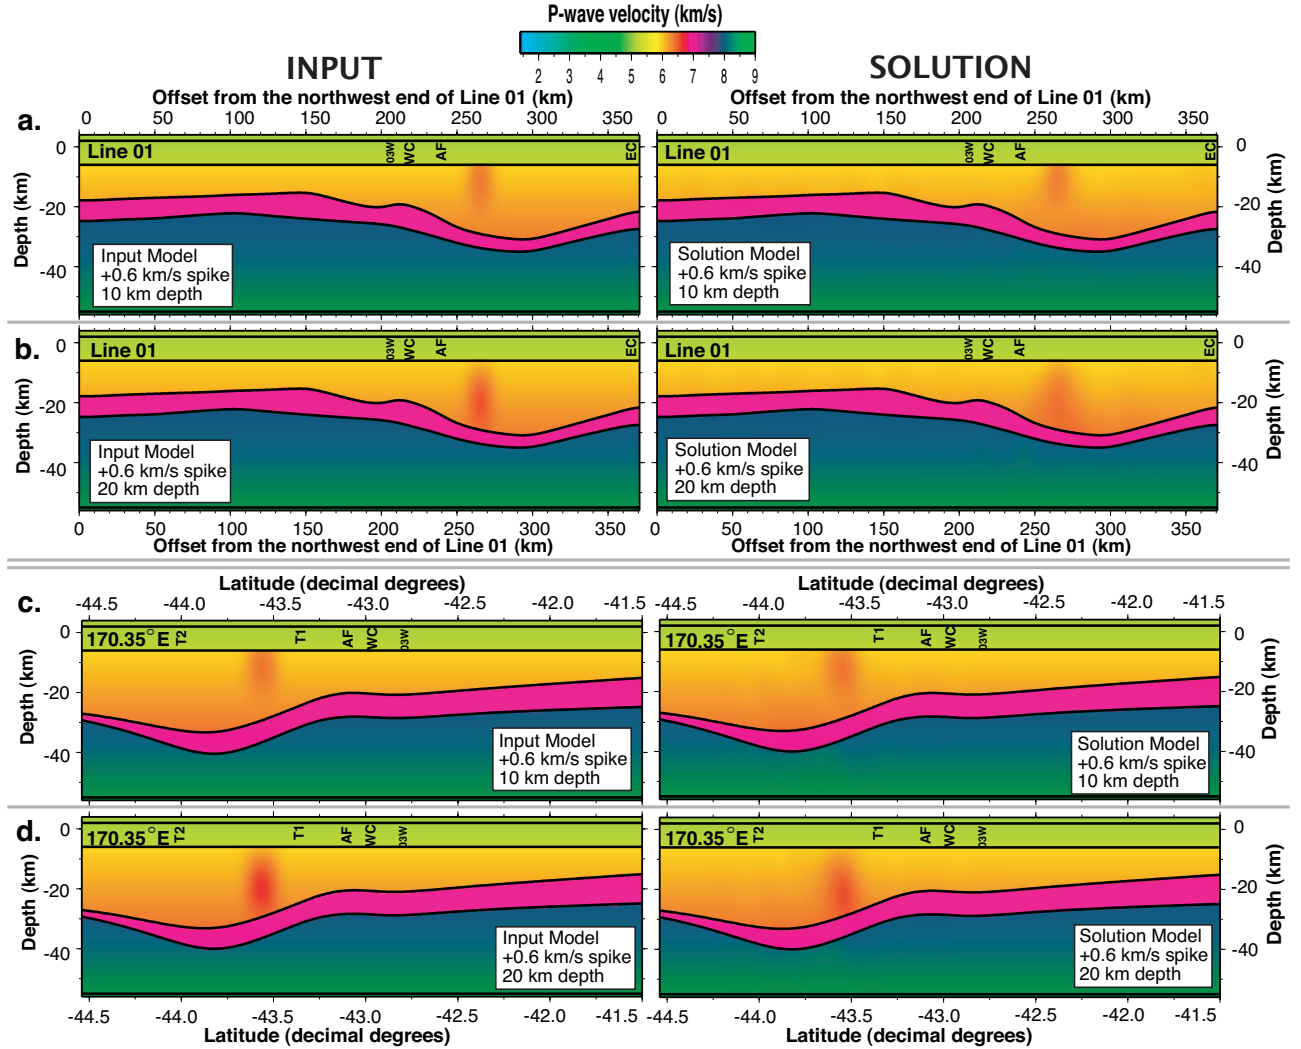 P-wave velocity (km/s)
2 3 4 5 6 7 8 9
INPUT
SOLUTION
Offset from the northwest end of Line 01 (km)
Offset from the northwest end of Line 01 (km)
0 50 100 150 200 250 300 350
0 50 100 150 200 250 300 350
a.
Line 01 03W WC AF EC
Line 01 03W WC AF EC
0 -20 -40
Depth (km)
Input Model
+0.6 km/s spike
10 km depth
Solution Model
+0.6 km/s spike
10 km depth
0 -20 -40
Depth (km)
b.
Line 01 03W WC AF EC
Line 01 03W WC AF EC
0 -20 -40
Depth (km)
Input Model
+0.6 km/s spike
20 km depth
Solution Model
+0.6 km/s spike
20 km depth
0 -20 -40
Depth (km)
0 50 100 150 200 250 300 350
0 50 100 150 200 250 300 350
Offset from the northwest end of Line 01 (km)
Offset from the northwest end of Line 01 (km)
Latitude (decimal degrees)
Latitude (decimal degrees)
-44.5 -44.0 -43.5 -43.0 -42.5 -42.0 -41.5
-44.5 -44.0 -43.5 -43.0 -42.5 -42.0 -41.5
c.
170.35°E T2 T1 AF WC 03W
170.35°E T2 T1 AF WC 03W
0 -20 -40
Depth (km)
Input Model
+0.6 km/s spike
10 km depth
Solution Model
+0.6 km/s spike
10 km depth
0 -20 -40
Depth (km)
d.
170.35°E T2 T1 AF WC 03W
170.35°E T2 T1 AF WC 03W
0 -20 -40
Depth (km)
Input Model
+0.6 km/s spike
20 km depth
Solution Model
+0.6 km/s spike
20 km depth
0 -20 -40
Depth (km)
-44.5 -44.0 -43.5 -43.0 -42.5 -42.0 -41.5
-44.5 -44.0 -43.5 -43.0 -42.5 -42.0 -41.5
Latitude (decimal degrees)
Latitude (decimal degrees)